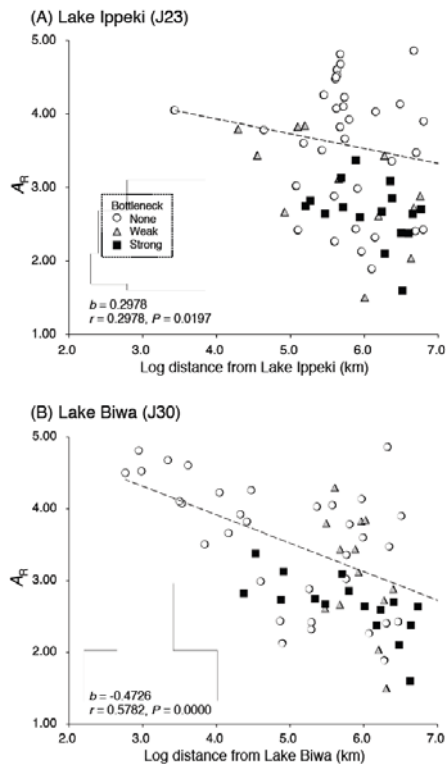 (A) Lake Ippeki (J23)
5.00
4.00
3.00
2.00
1.00
AR
Bottleneck
None
Weak
Strong
b = 0.2978
r = 0.2978, P = 0.0197
2.0 3.0 4.0 5.0 6.0 7.0
Log distance from Lake Ippeki (km)
(B) Lake Biwa (J30)
5.00
4.00
3.00
2.00
1.00
AR
b = -0.4726
r = 0.5782, P = 0.0000
2.0 3.0 4.0 5.0 6.0 7.0
Log distance from Lake Biwa (km)